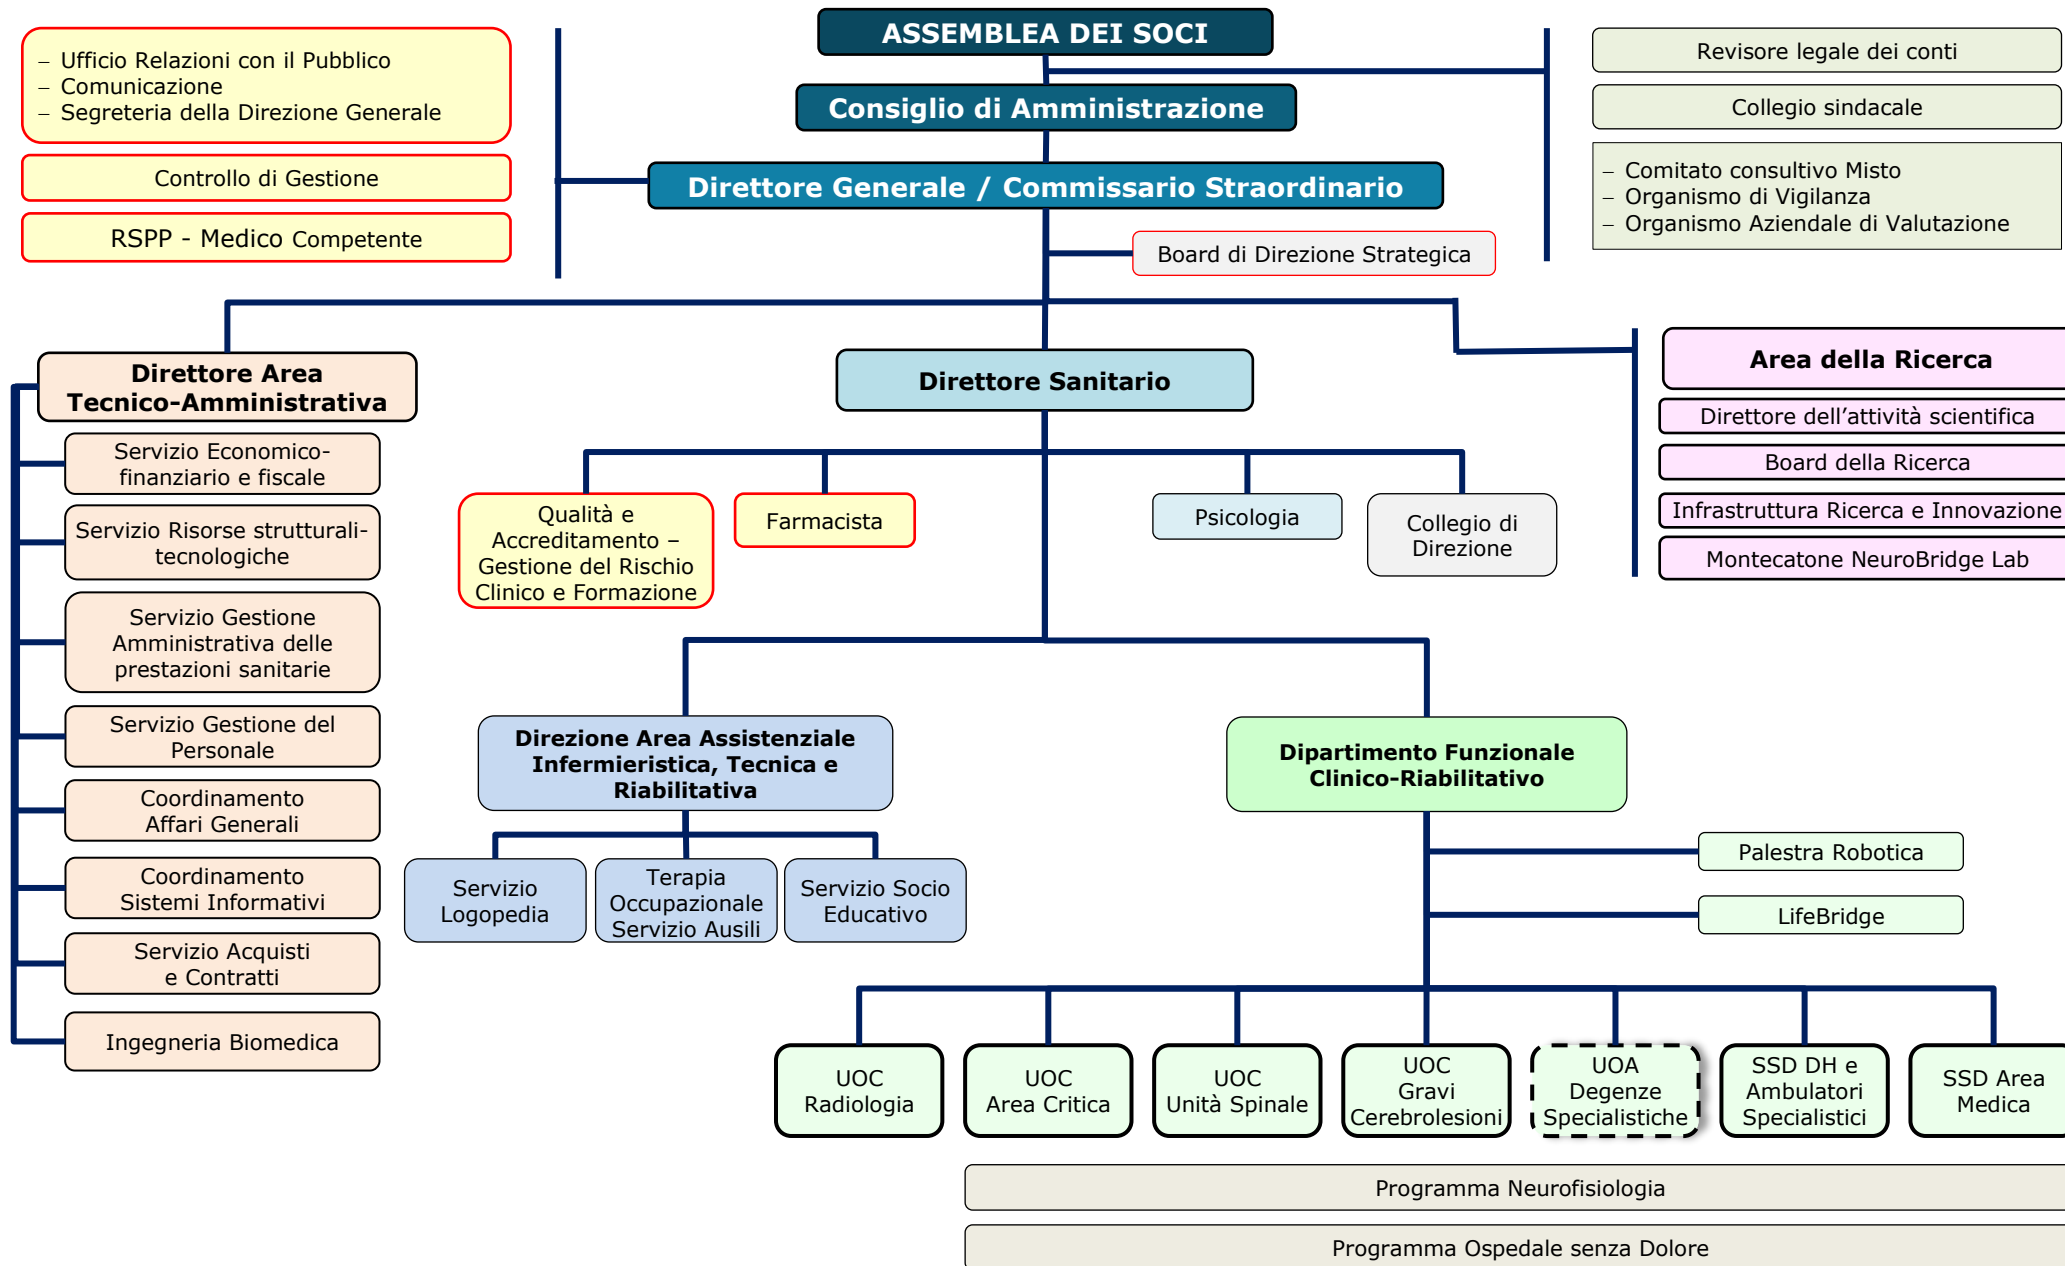 ASSEMBLEA DEI SOCI
– Ufficio Relazioni con il Pubblico
– Comunicazione
– Segreteria della Direzione Generale
Controllo di Gestione
RSPP - Medico Competente
Consiglio di Amministrazione
Direttore Generale / Commissario Straordinario
Board di Direzione Strategica
Revisore legale dei conti
Collegio sindacale
– Comitato consultivo Misto
– Organismo di Vigilanza
– Organismo Aziendale di Valutazione
Direttore Area
Tecnico-Amministrativa
Servizio Economico-
finanziario e fiscale
Servizio Risorse strutturali-
tecnologiche
Servizio Gestione
Amministrativa delle
prestazioni sanitarie
Servizio Gestione del
Personale
Coordinamento
Affari Generali
Coordinamento
Sistemi Informativi
Servizio Acquisti
e Contratti
Ingegneria Biomedica
Direttore Sanitario
Qualità e
Accreditamento –
Gestione del Rischio
Clinico e Formazione
Farmacista
Psicologia
Collegio di
Direzione
Area della Ricerca
Direttore dell’attività scientifica
Board della Ricerca
Infrastruttura Ricerca e Innovazione
Montecatone NeuroBridge Lab
Direzione Area Assistenziale
Infermieristica, Tecnica e
Riabilitativa
Servizio
Logopedia
Terapia
Occupazionale
Servizio Ausili
Servizio Socio
Educativo
Dipartimento Funzionale
Clinico-Riabilitativo
Palestra Robotica
LifeBridge
UOC
Radiologia
UOC
Area Critica
UOC
Unità Spinale
UOC
Gravi
Cerebrolesioni
UOA
Degenze
Specialistiche
SSD DH e
Ambulatori
Specialistici
SSD Area
Medica
Programma Neurofisiologia
Programma Ospedale senza Dolore